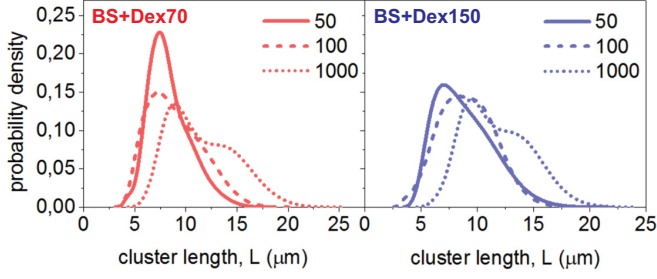 BS+Dex70
50
100
1000
BS+Dex150
50
100
1000
probability density
0,25
0,20
0,15
0,10
0,05
0,00
0 5 10 15 20 25
0 5 10 15 20 25
cluster length, L (μm)
cluster length, L (μm)